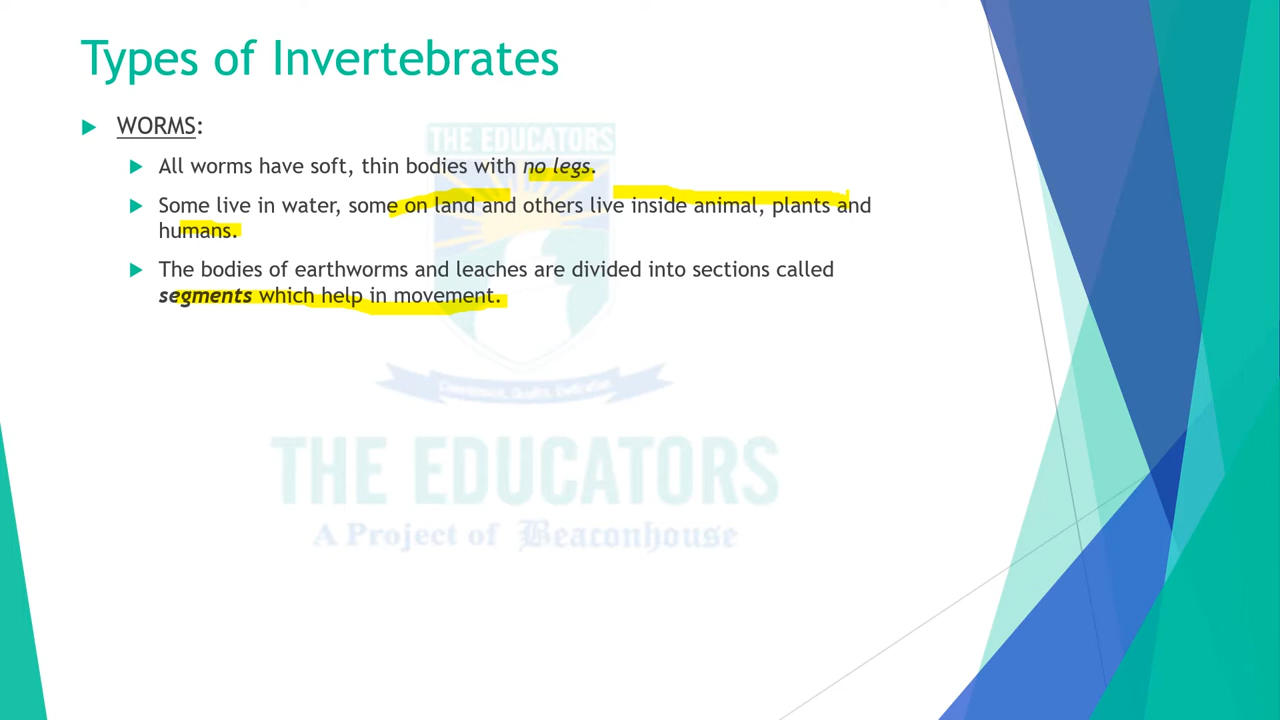 Types of Invertebrates
WORMS:
All worms have soft, thin bodies with no legs.
Some live in water, some on land and others live inside animal, plants and
humans.
The bodies of earthworms and leaches are divided into sections called
segments which help in movement.
THE EDUCATORS
THE EDUCATORS
A Project of Beaconhouse